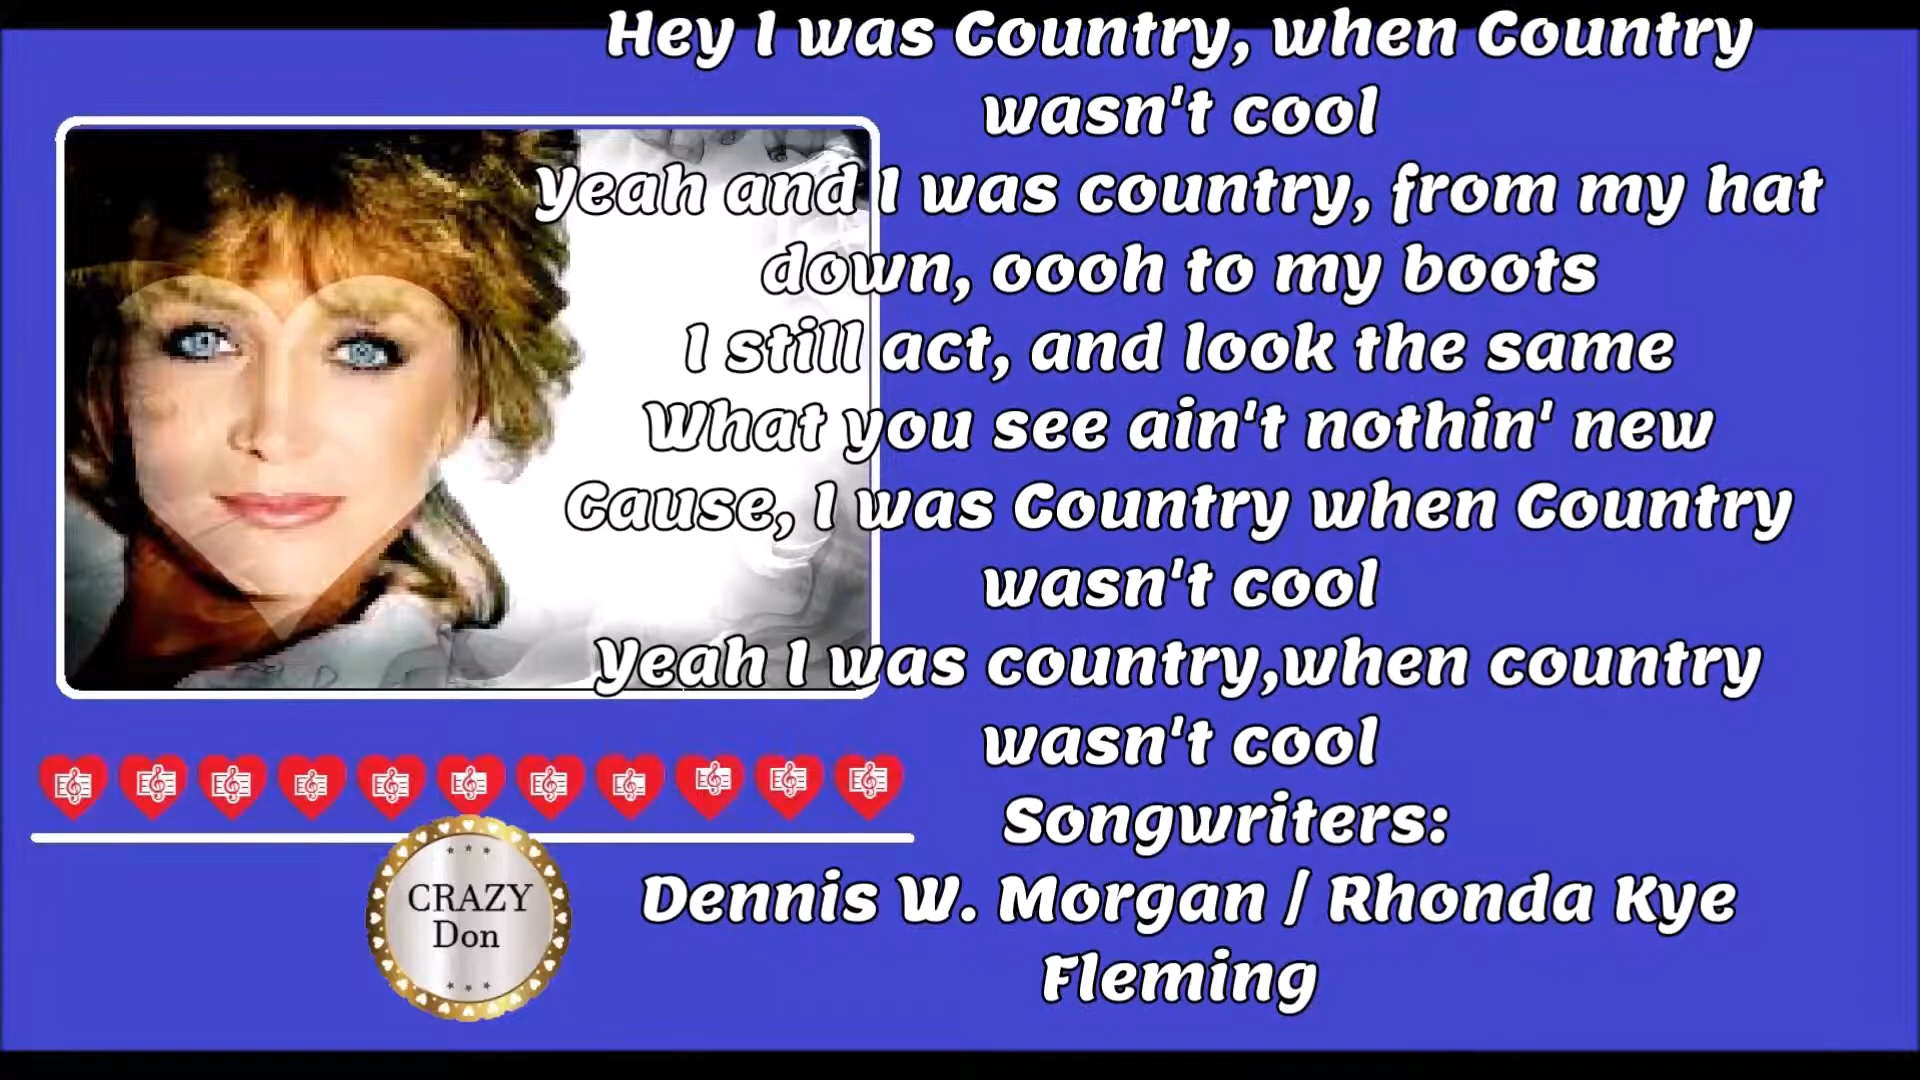 Hey I was Country, when Country
wasn't cool
Yeah and I was country, from my hat
down, oooh to my boots
I still act, and look the same
What you see ain't nothin' new
Cause, I was Country when Country
wasn't cool
Yeah I was country,when country
wasn't cool
Songwriters:
Dennis W. Morgan / Rhonda Kye
Fleming
CRAZY
Don